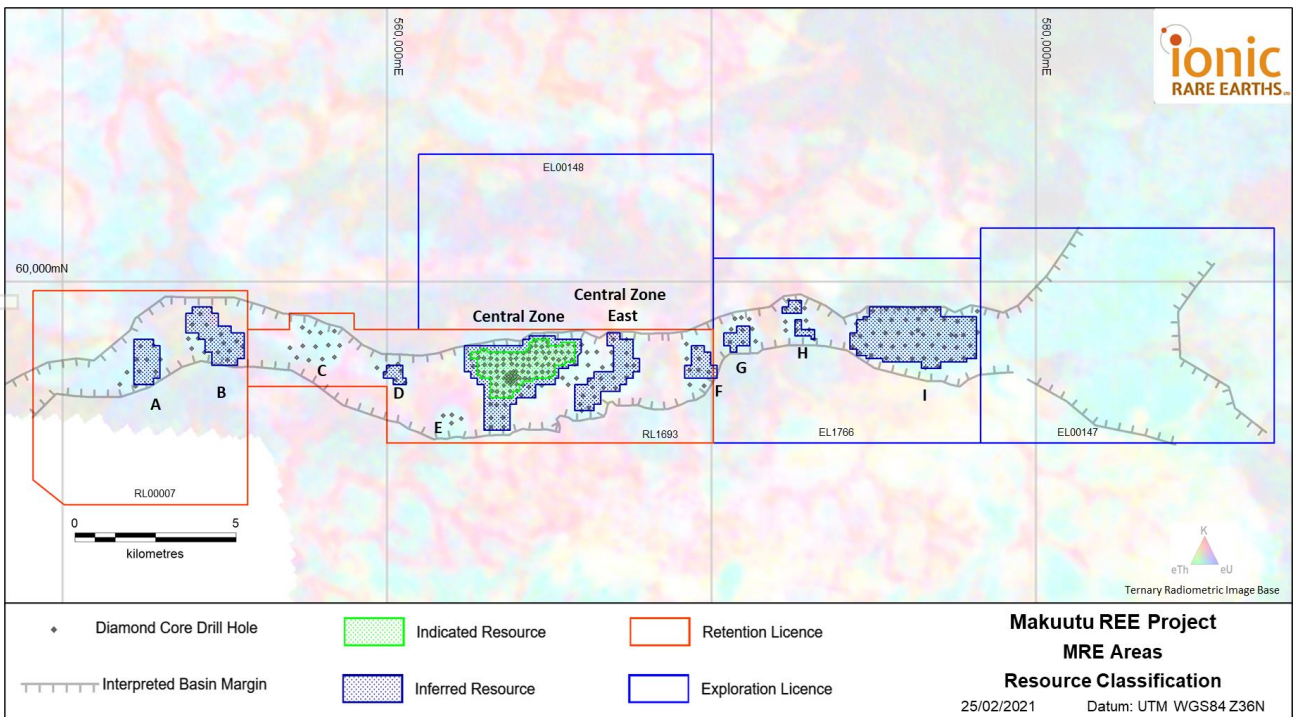 560,000mE
580,000mE
ionic
RARE EARTHS
EL00148
60,000mN
Central Zone
East
Central Zone
A
B
C
D
E
F
G
H
I
RL1693
EL1766
EL00147
RL00007
0 5
kilometres
K
eTh eU
Ternary Radiometric Image Base
Diamond Core Drill Hole
Indicated Resource
Retention Licence
Interpreted Basin Margin
Inferred Resource
Exploration Licence
Makuutu REE Project
MRE Areas
Resource Classification
25/02/2021 Datum: UTM WGS84 Z36N